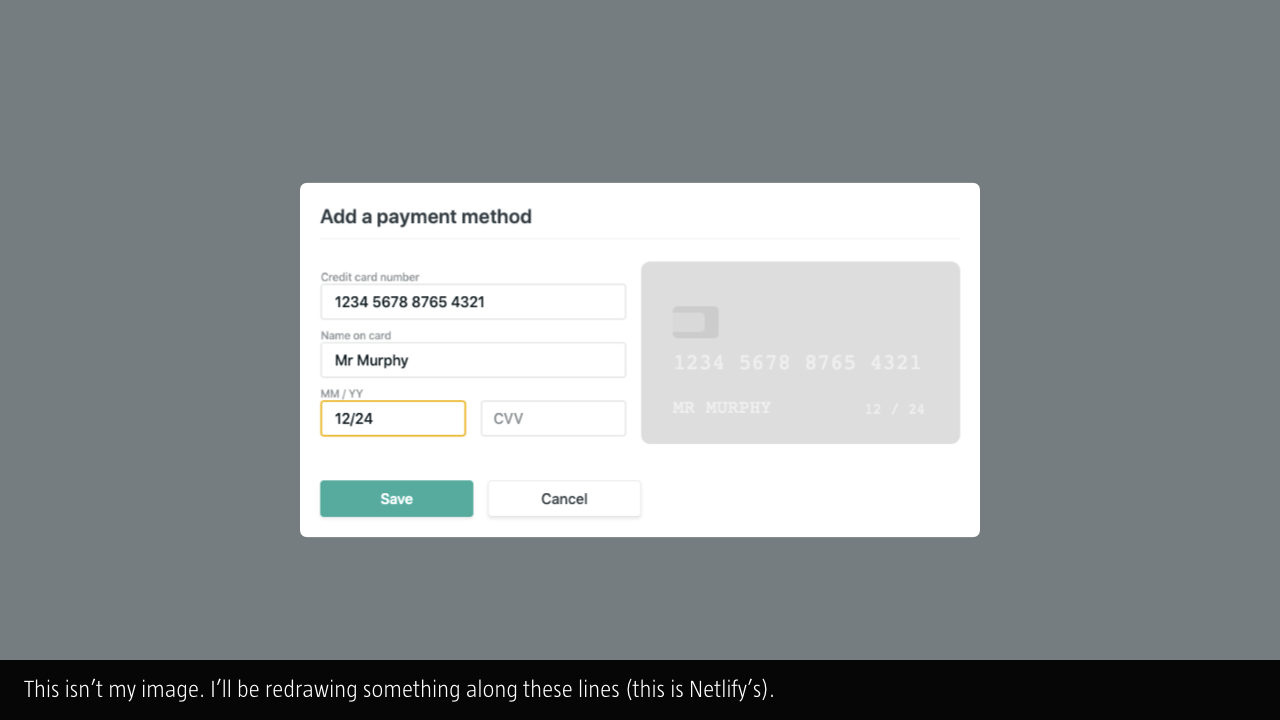 Add a payment method
Credit card number
1234 5678 8765 4321
Name on card
Mr Murphy
MM / YY
12/24
CVV
1234 5678 8765 4321
MR MURPHY
12 / 24
Save
Cancel
This isn’t my image. I’ll be redrawing something along these lines (this is Netlify’s).